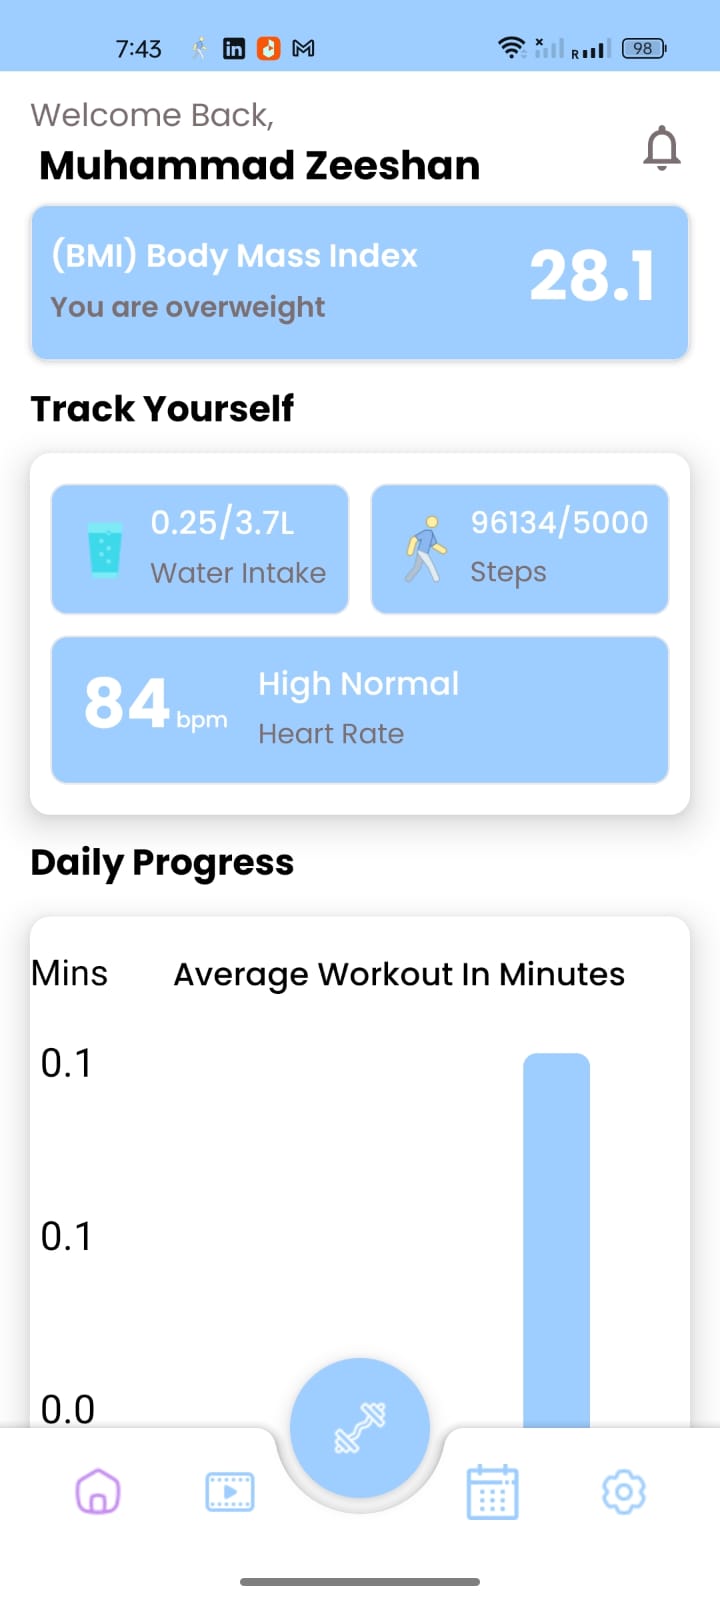 7:43
98
R
Welcome Back,
Muhammad Zeeshan
(BMI) Body Mass Index
28.1
You are overweight
Track Yourself
0.25/3.7L
Water Intake
96134/5000
Steps
84 bpm
High Normal
Heart Rate
Daily Progress
Mins
Average Workout In Minutes
0.1
0.1
0.0